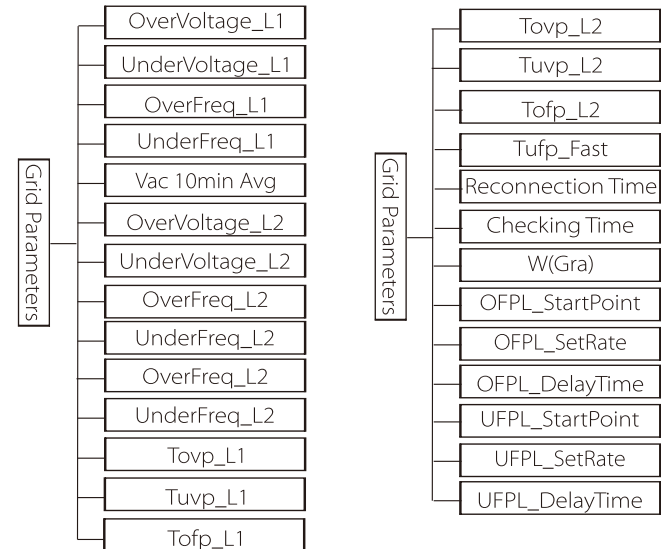 Grid Parameters
OverVoltage_L1
UnderVoltage_L1
OverFreq_L1
UnderFreq_L1
Vac 10min Avg
OverVoltage_L2
UnderVoltage_L2
OverFreq_L2
UnderFreq_L2
OverFreq_L2
UnderFreq_L2
Tovp_L1
Tuvp_L1
Tofp_L1
Grid Parameters
Tovp_L2
Tuvp_L2
Tofp_L2
Tufp_Fast
Reconnection Time
Checking Time
W(Gra)
OFPL_StartPoint
OFPL_SetRate
OFPL_DelayTime
UFPL_StartPoint
UFPL_SetRate
UFPL_DelayTime